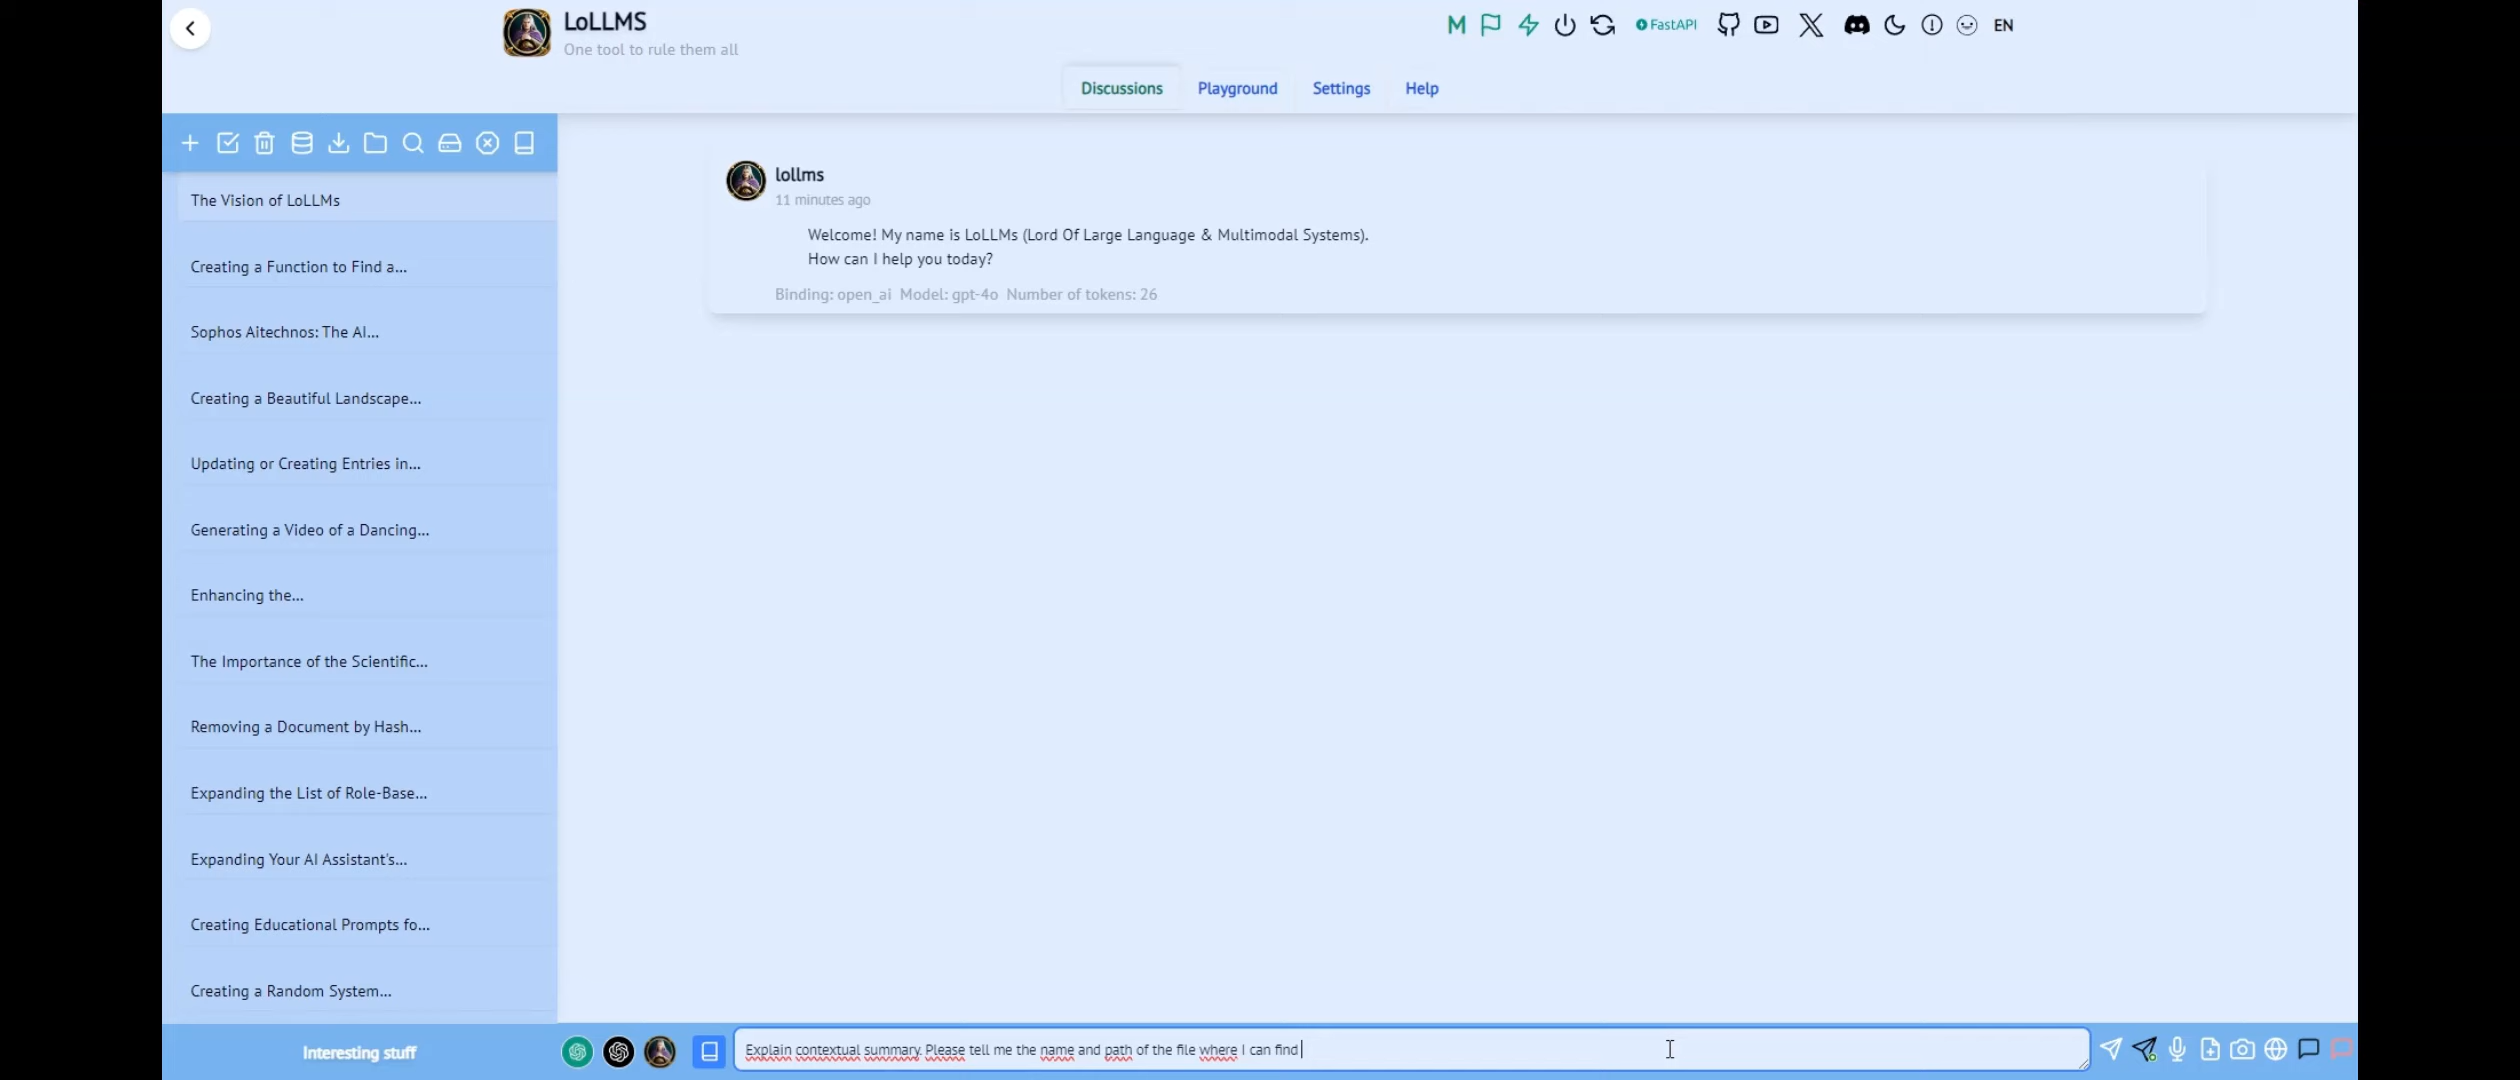 LoLLMS
One tool to rule them all
M
FastAPI
EN
Discussions Playground Settings Help
The Vision of LoLLMs
Creating a Function to Find a...
Sophos Aitechnos: The AI...
Creating a Beautiful Landscape...
Updating or Creating Entries in...
Generating a Video of a Dancing...
Enhancing the...
The Importance of the Scientific...
Removing a Document by Hash...
Expanding the List of Role-Base...
Expanding Your AI Assistant's...
Creating Educational Prompts fo...
Creating a Random System...
Interesting stuff
lollms
11 minutes ago
Welcome! My name is LoLLMs (Lord Of Large Language & Multimodal Systems).
How can I help you today?
Binding: open_ai Model: gpt-4o Number of tokens: 26
Explain contextual summary. Please tell me the name and path of the file where I can find